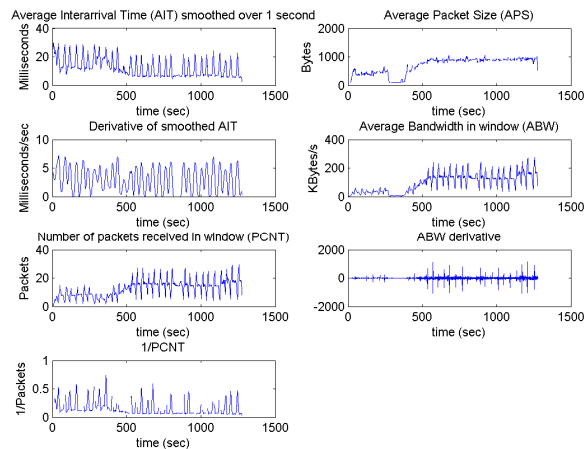 Average Interarrival Time (AIT) smoothed over 1 second
Milliseconds
40
20
0
0 500 1000 1500
time (sec)
Average Packet Size (APS)
Bytes
2000
1000
0
0 500 1000 1500
time (sec)
Derivative of smoothed AIT
Milliseconds/sec
10
5
0
0 500 1000 1500
time (sec)
Average Bandwidth in window (ABW)
KBytes/s
400
200
0
0 500 1000 1500
time (sec)
Number of packets received in window (PCNT)
Packets
40
20
0
0 500 1000 1500
time (sec)
ABW derivative
2000
0
-2000
0 500 1000 1500
time (sec)
1/PCNT
1/Packets
1
0.5
0
0 500 1000 1500
time (sec)